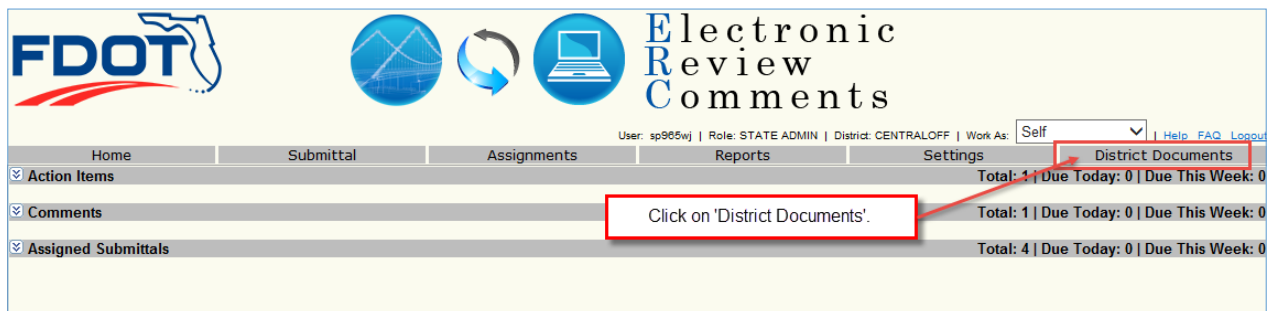 FDOT
Electronic
Review
Comments
User: sp965wj | Role: STATE ADMIN | District: CENTRALOFF | Work As: Self | Help FAQ Logout
Home Submittal Assignments Reports Settings District Documents
Action Items Total: 1 | Due Today: 0 | Due This Week: 0
Comments Total: 1 | Due Today: 0 | Due This Week: 0
Click on 'District Documents'.
Assigned Submittals Total: 4 | Due Today: 0 | Due This Week: 0